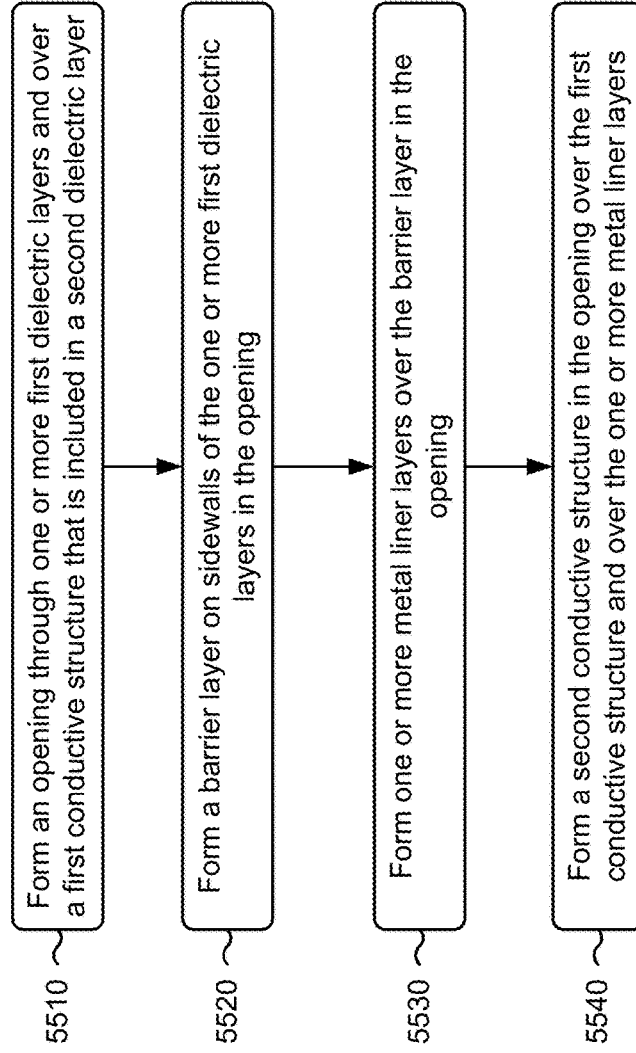 5510
Form an opening through one or more first dielectric layers and over
a first conductive structure that is included in a second dielectric layer
5520
Form a barrier layer on sidewalls of the one or more first dielectric
layers in the opening
5530
Form one or more metal liner layers over the barrier layer in the
opening
5540
Form a second conductive structure in the opening over the first
conductive structure and over the one or more metal liner layers